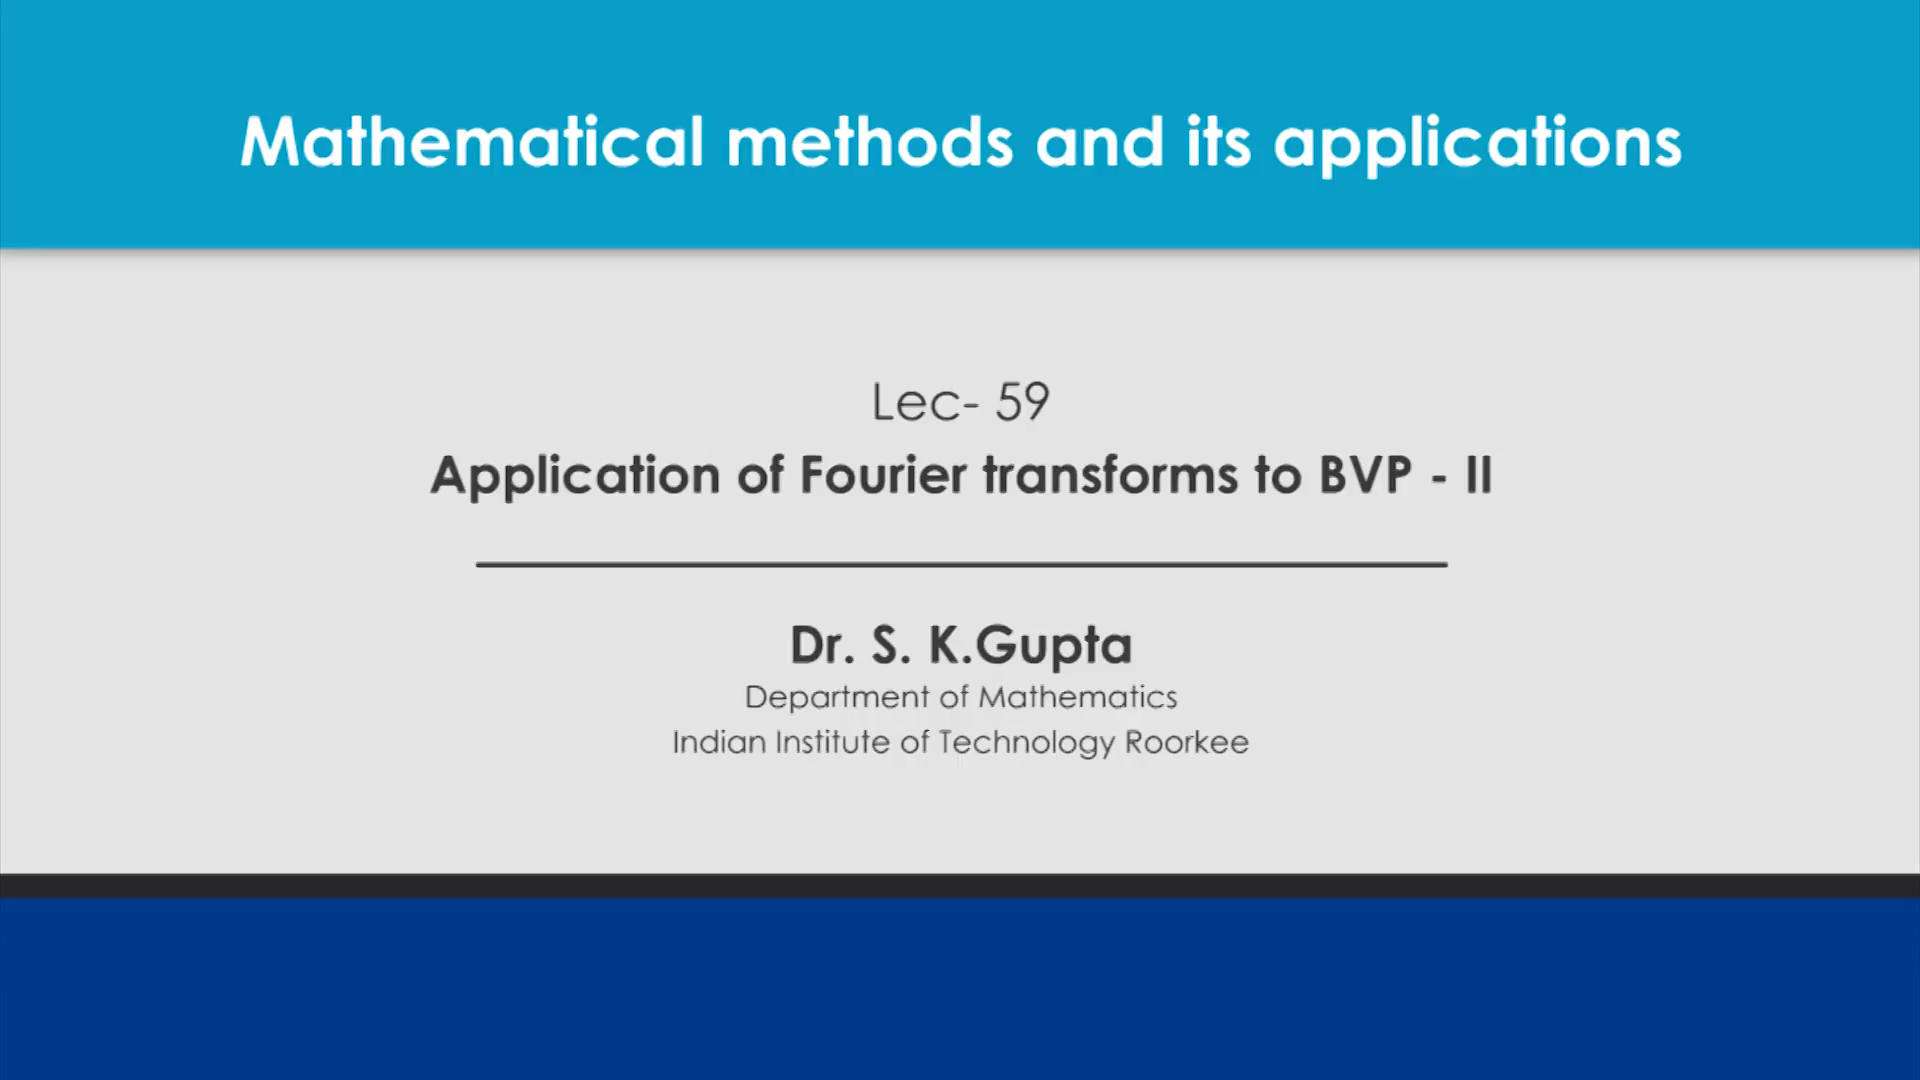 Mathematical methods and its applications
Lec- 59
Application of Fourier transforms to BVP - II
Dr. S. K.Gupta
Department of Mathematics
Indian Institute of Technology Roorkee